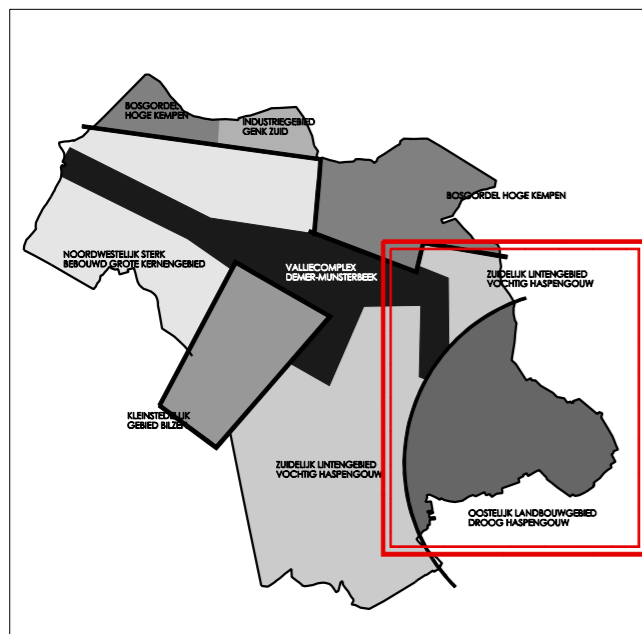 BOSGORDEL
HOGE KEMPEN
INDUSTRIEGEBIED
GENK ZUID
BOSGORDEL HOGE KEMPEN
NOORDWESTELIJK STERK
BEBOUWD GROTE KERNENGEBIED
VALLIECOMPLEX
DEMER-MUNSTERBEEK
ZUIDELIJK LINTENGEBIED
VOCHTIG HASPENGOUW
KLEINSTEDELIJK
GEBIED BILZEN
ZUIDELIJK LINTENGEBIED
VOCHTIG HASPENGOUW
OOSTELIJK LANDBOUWGEBIED
DROOG HASPENGOUW